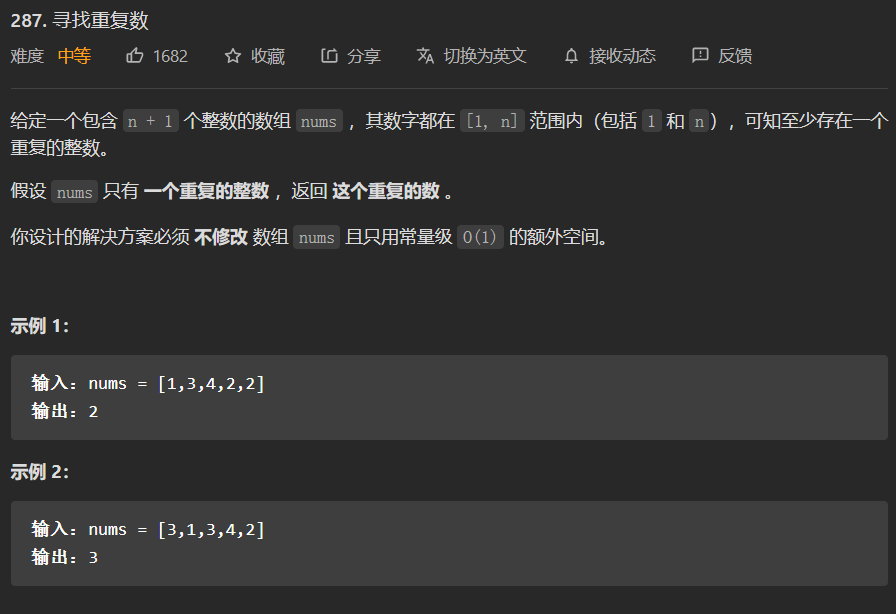 287. 寻找重复数
难度 中等 1682 收藏 分享 切换为英文 接收动态 反馈
给定一个包含 n + 1 个整数的数组 nums ，其数字都在 [1, n] 范围内（包括 1 和 n），可知至少存在一个
重复的整数。
假设 nums 只有 一个重复的整数 ，返回 这个重复的数 。
你设计的解决方案必须 不修改 数组 nums 且只用常量级 O(1) 的额外空间。
示例 1：
输入：nums = [1,3,4,2,2]
输出：2
示例 2：
输入：nums = [3,1,3,4,2]
输出：3